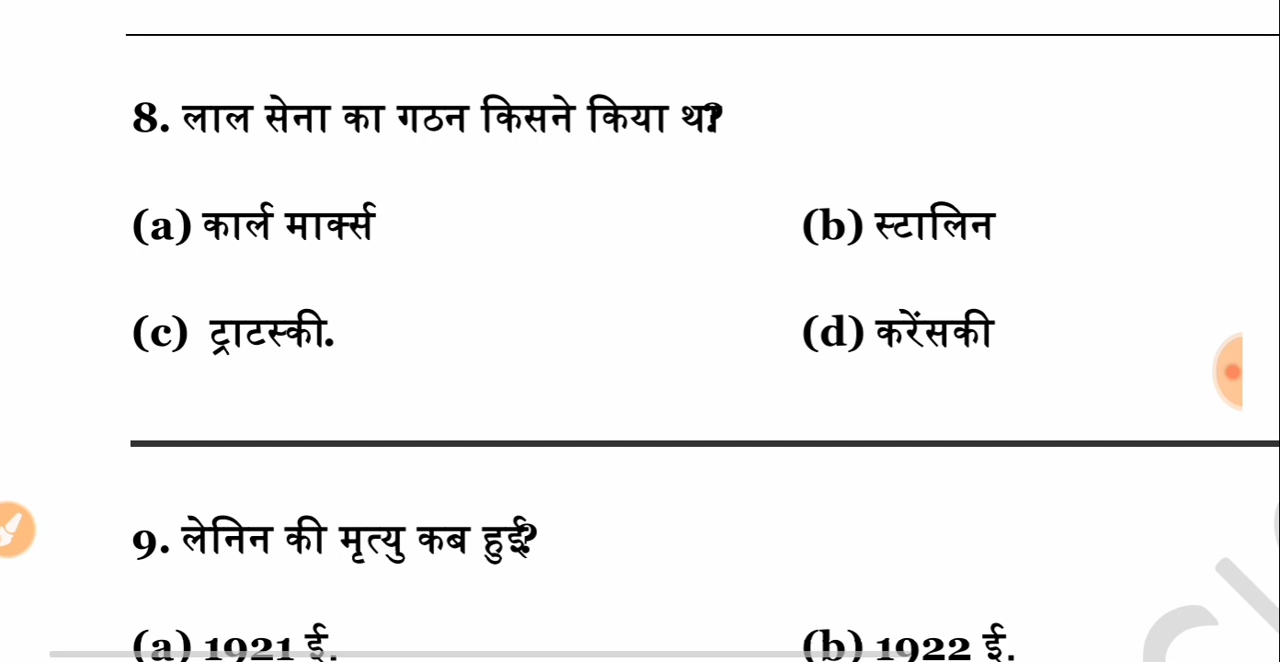 8. लाल सेना का गठन किसने किया था?
(a) कार्ल मार्क्स (b) स्टालिन
(c) ट्राटस्की. (d) करेंसकी
9. लेनिन की मृत्यु कब हुई?
(a) 1921 ई. (b) 1922 ई.